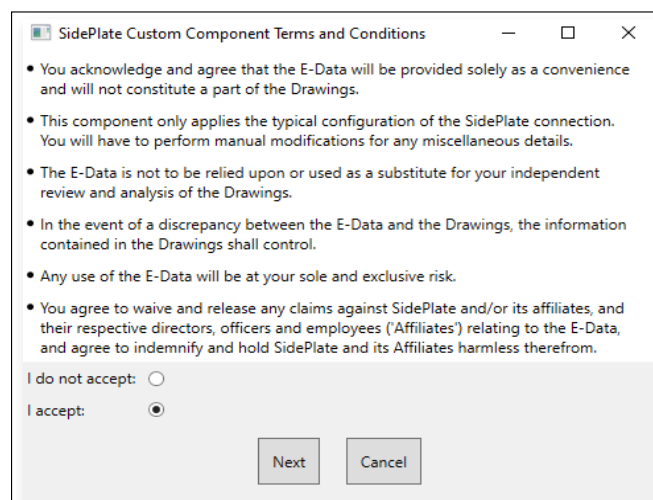 SidePlate Custom Component Terms and Conditions
• You acknowledge and agree that the E-Data will be provided solely as a convenience
and will not constitute a part of the Drawings.
• This component only applies the typical configuration of the SidePlate connection.
You will have to perform manual modifications for any miscellaneous details.
• The E-Data is not to be relied upon or used as a substitute for your independent
review and analysis of the Drawings.
• In the event of a discrepancy between the E-Data and the Drawings, the information
contained in the Drawings shall control.
• Any use of the E-Data will be at your sole and exclusive risk.
• You agree to waive and release any claims against SidePlate and/or its affiliates, and
their respective directors, officers and employees ('Affiliates') relating to the E-Data,
and agree to indemnify and hold SidePlate and its Affiliates harmless therefrom.
I do not accept:
I accept:
Next Cancel